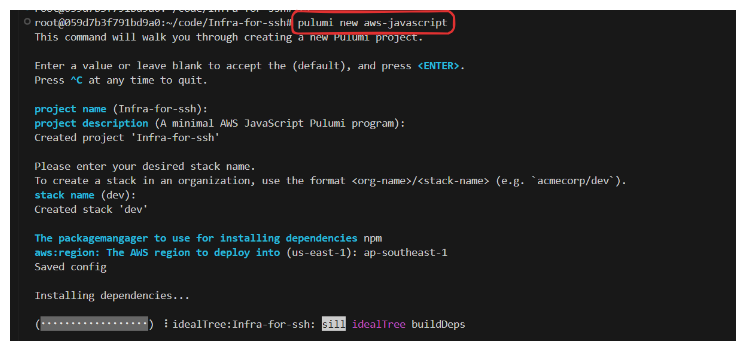 root@059d7b3f791bd9a0:~/code/Infra-for-ssh#
root@059d7b3f791bd9a0:~/code/Infra-for-ssh# pulumi new aws-javascript
This command will walk you through creating a new Pulumi project.
Enter a value or leave blank to accept the (default), and press <ENTER>.
Press ^C at any time to quit.
project name (Infra-for-ssh):
project description (A minimal AWS JavaScript Pulumi program):
Created project 'Infra-for-ssh'
Please enter your desired stack name.
To create a stack in an organization, use the format <org-name>/<stack-name> (e.g. `acmecorp/dev`).
stack name (dev):
Created stack 'dev'
The packagemangager to use for installing dependencies npm
aws:region: The AWS region to deploy into (us-east-1): ap-southeast-1
Saved config
Installing dependencies...
(··················) ⠸ idealTree:Infra-for-ssh: sill idealTree buildDeps